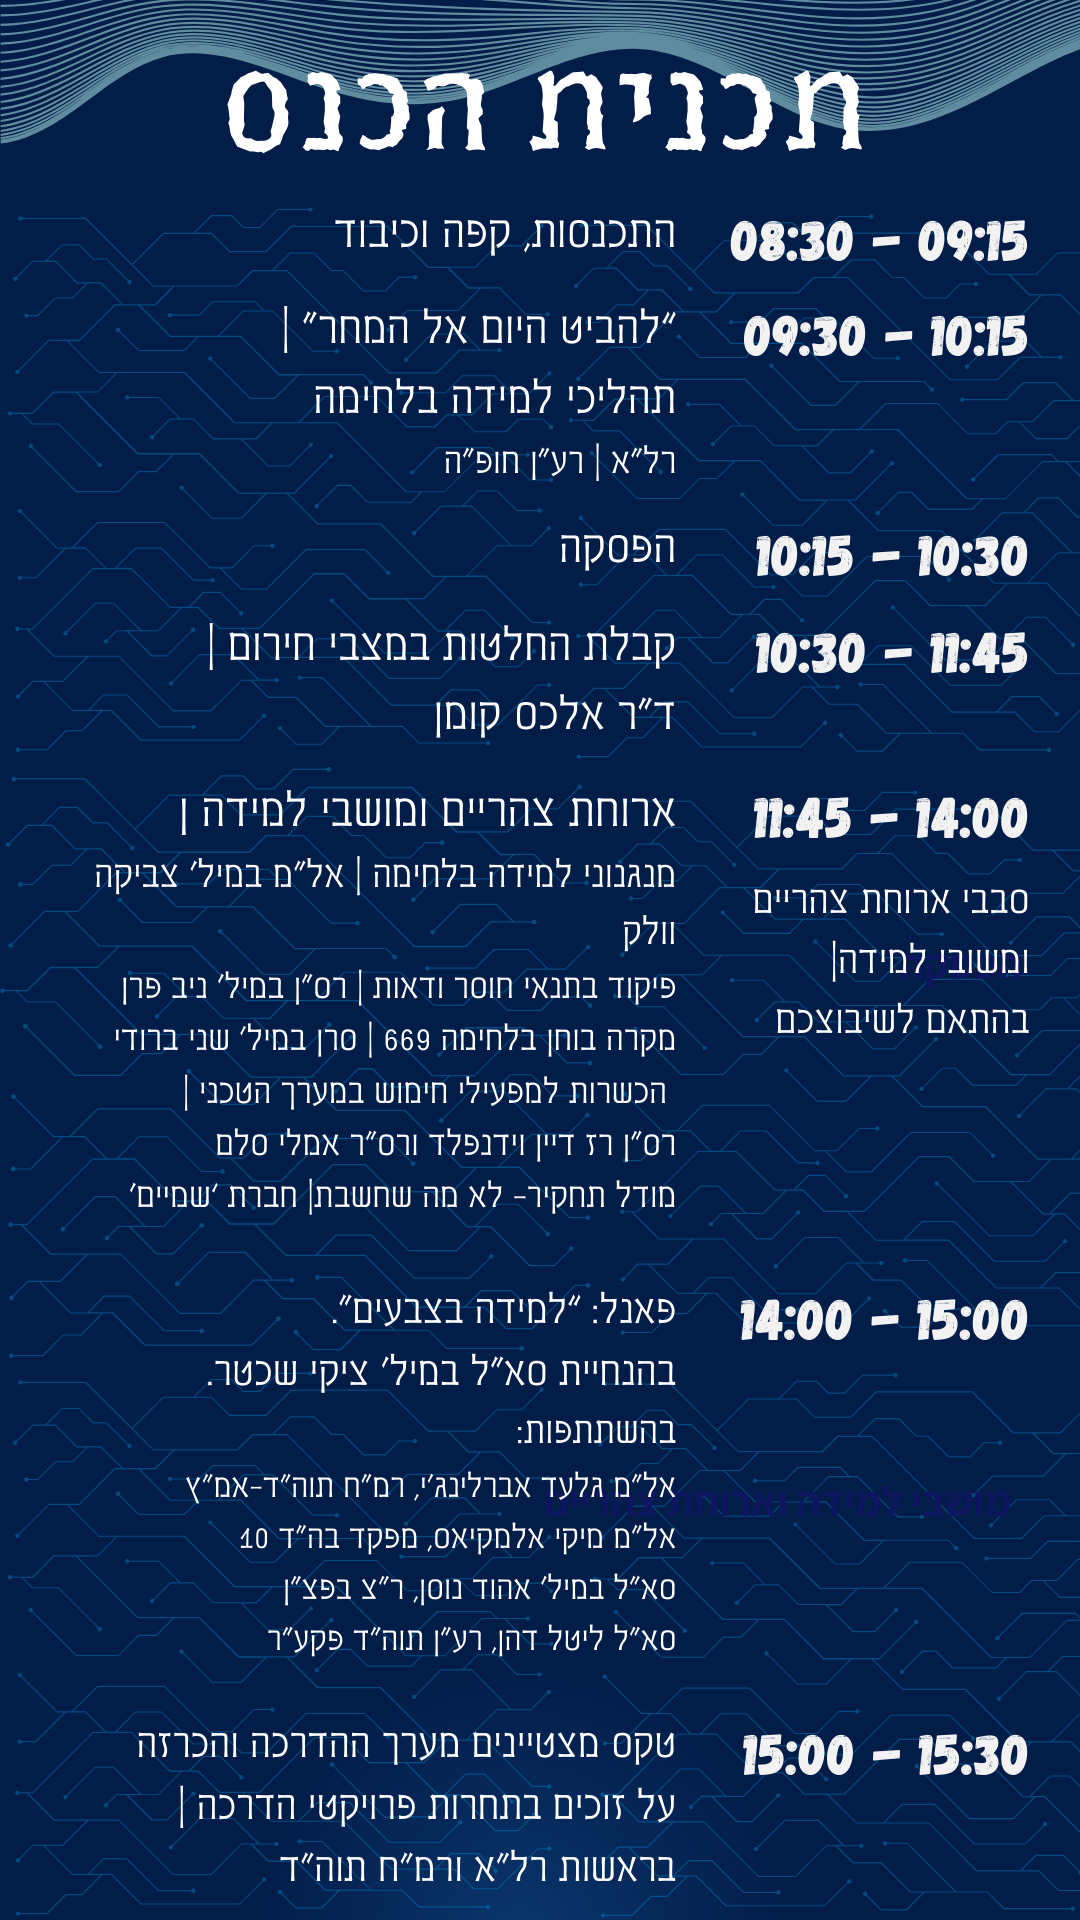 תכנית הכנס
08:30 – 09:15
התכנסות, קפה וכיבוד
09:30 – 10:15
"להביט היום אל המחר" |
תהליכי למידה בלחימה
רל"א | רע"ן חופ"ה
10:15 – 10:30
הפסקה
10:30 – 11:45
קבלת החלטות במצבי חירום |
ד"ר אלכס קומן
11:45 – 14:00
סבבי ארוחת צהריים
ומשובי למידה|
בהתאם לשיבוצכם
ארוחת צהריים ומושבי למידה |
מנגנוני למידה בלחימה | אל"מ במיל' צביקה
וולק
פיקוד בתנאי חוסר ודאות | רס"ן במיל' ניב פרן
מקרה בוחן בלחימה 669 | סרן במיל' שני ברודי
הכשרות למפעילי חימוש במערך הטכני |
רס"ן רז דיין וידנפלד ורס"ר אמלי סלם
מודל תחקיר- לא מה שחשבת| חברת 'שמיים'
14:00 – 15:00
פאנל: "למידה בצבעים".
בהנחיית סא"ל במיל' ציקי שכטר.
בהשתתפות:
אל"מ גלעד אברלינג'י, רמ"ח תוה"ד-אמ"ץ
אל"מ מיקי אלמקיאס, מפקד בה"ד 10
סא"ל במיל' אהוד נוסן, ר"צ בפצ"ן
סא"ל ליטל דהן, רע"ן תוה"ד פקע"ר
מושבי למידה וארוחת צהריים
15:00 – 15:30
טקס מצטיינים מערך ההדרכה והכרזה
על זוכים בתחרות פרויקטי הדרכה |
בראשות רל"א ורמ"ח תוה"ד